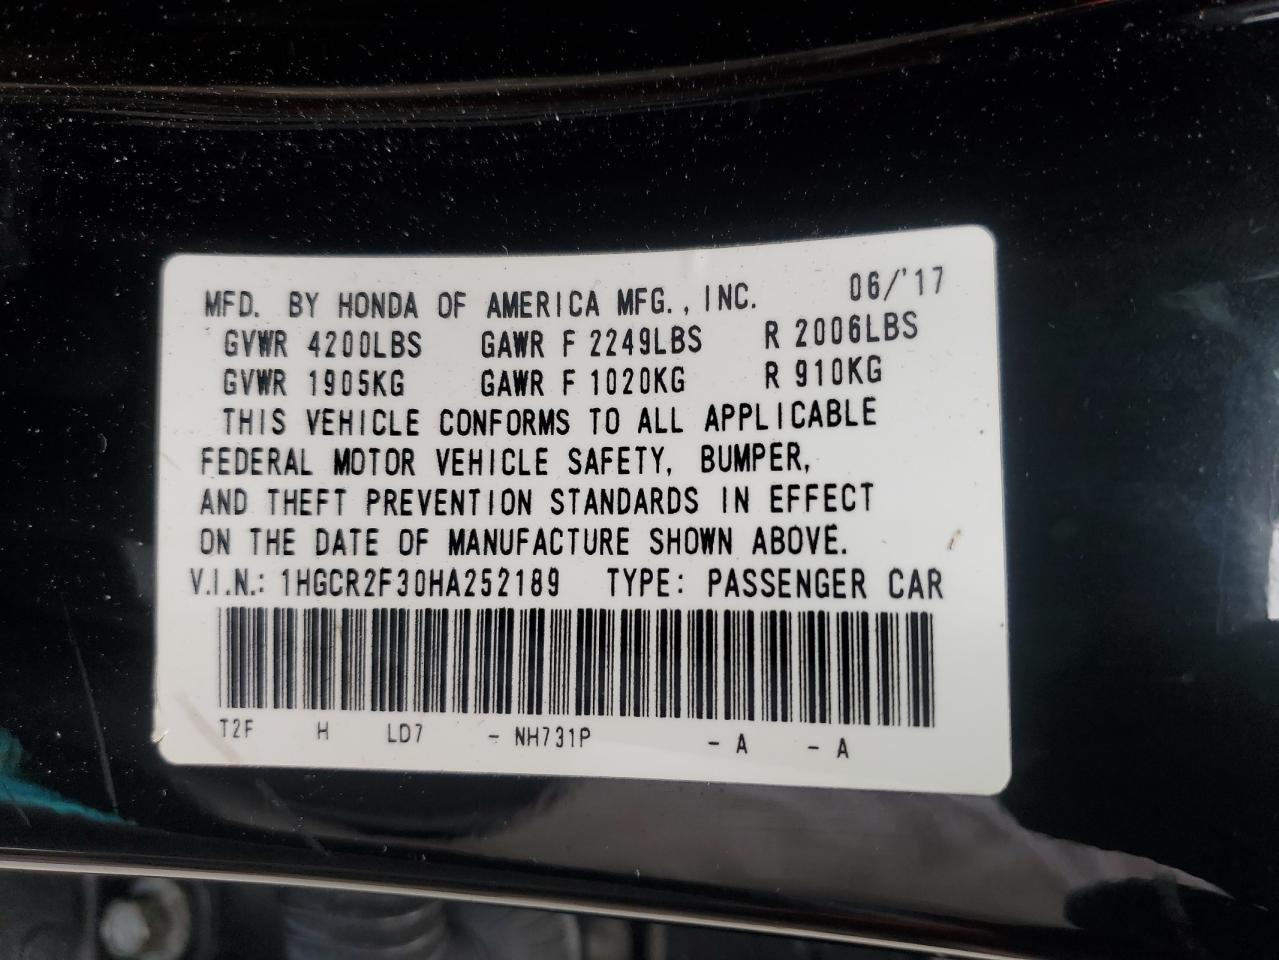 MFD. BY HONDA OF AMERICA MFG., INC. 06/'17
GVWR 4200LBS GAWR F 2249LBS R 2006LBS
GVWR 1905KG GAWR F 1020KG R 910KG
THIS VEHICLE CONFORMS TO ALL APPLICABLE
FEDERAL MOTOR VEHICLE SAFETY, BUMPER,
AND THEFT PREVENTION STANDARDS IN EFFECT
ON THE DATE OF MANUFACTURE SHOWN ABOVE.
V.I.N.: 1HGCR2F30HA252189 TYPE: PASSENGER CAR
T2F H LD7 - NH731P - A - A